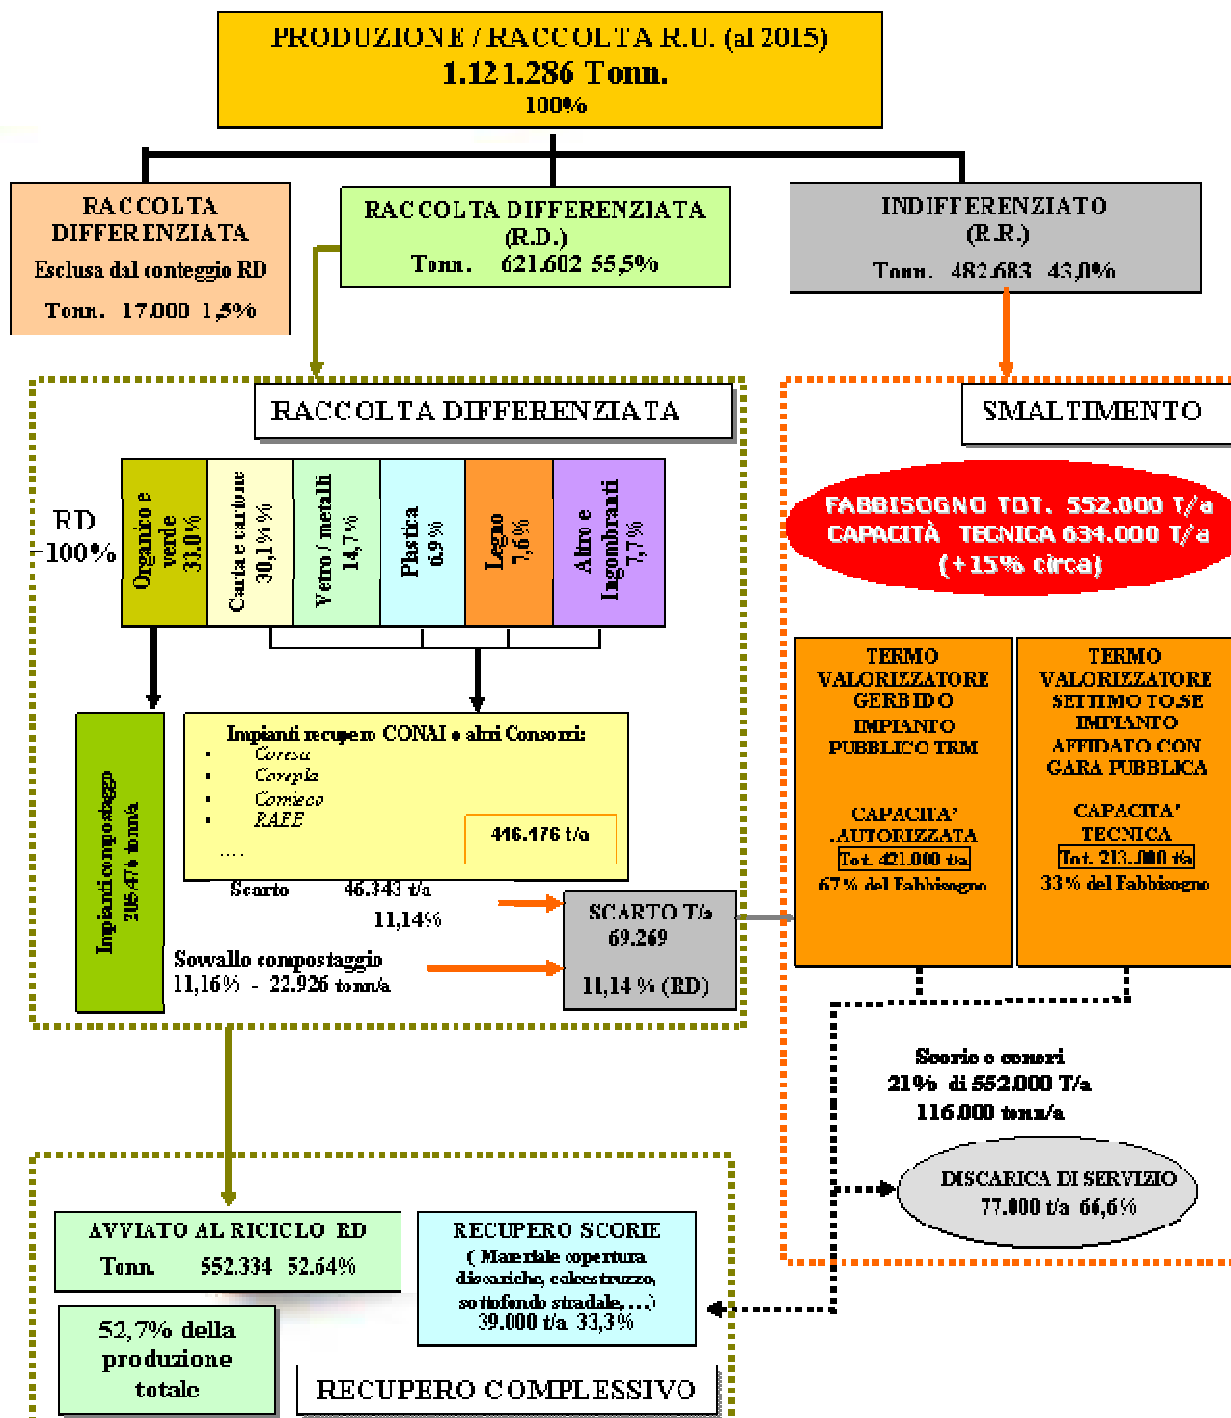 PRODUZIONE / RACCOLTA R.U. (al 2015)
1.121.286 Tonn.
100%
RACCOLTA
DIFFERENZIATA
Esclusa dal conteggio RD
Tonn. 17.000 1,5%
RACCOLTA DIFFERENZIATA
(R.D.)
Tonn. 621.602 55,5%
INDIFFERENZIATO
(R.R.)
Tonn. 482.683 43,0%
RACCOLTA DIFFERENZIATA
RD
=100%
Organico e
verde
33.0%
Carta e cartone
30,1% %
Vetro / metalli
14,7%
Plastica
6.9%
Legno
7,6%
Altro e
Ingombranti
7,7%
Impianti compostaggio
205.476 tonn/a
Impianti recupero CONAI e altri Consorzi:
• Coreve
• Corepla
• Comieco
• RAEE
....
416.176 t/a
Scarto 46.343 t/a
11,14%
Sovvallo compostaggio
11,16% - 22.926 tonn/a
SCARTO T/a
69.269
11,14 % (RD)
SMALTIMENTO
FABBISOGNO TOT. 552.000 T/a
CAPACITÀ TECNICA 634.000 T/a
(+15% circa)
TERMO
VALORIZZATORE
GERBIDO
IMPIANTO
PUBBLICO TRM
CAPACITA'
AUTORIZZATA
Tot. 421.000 t/a
67% del Fabbisogno
TERMO
VALORIZZATORE
SETTIMO TO.SE
IMPIANTO
AFFIDATO CON
GARA PUBBLICA
CAPACITA'
TECNICA
Tot. 213..000 t/a
33% del Fabbisogno
Scorie e ceneri
21% di 552.000 T/a
116.000 tonn/a
DISCARICA DI SERVIZIO
77.000 t/a 66,6%
AVVIATO AL RICICLO RD
Tonn. 552.334 52.64%
52,7% della
produzione
totale
RECUPERO SCORIE
( Materiale copertura
discariche, calcestruzzo,
sottofondo stradale, ...)
39.000 t/a 33,3%
RECUPERO COMPLESSIVO